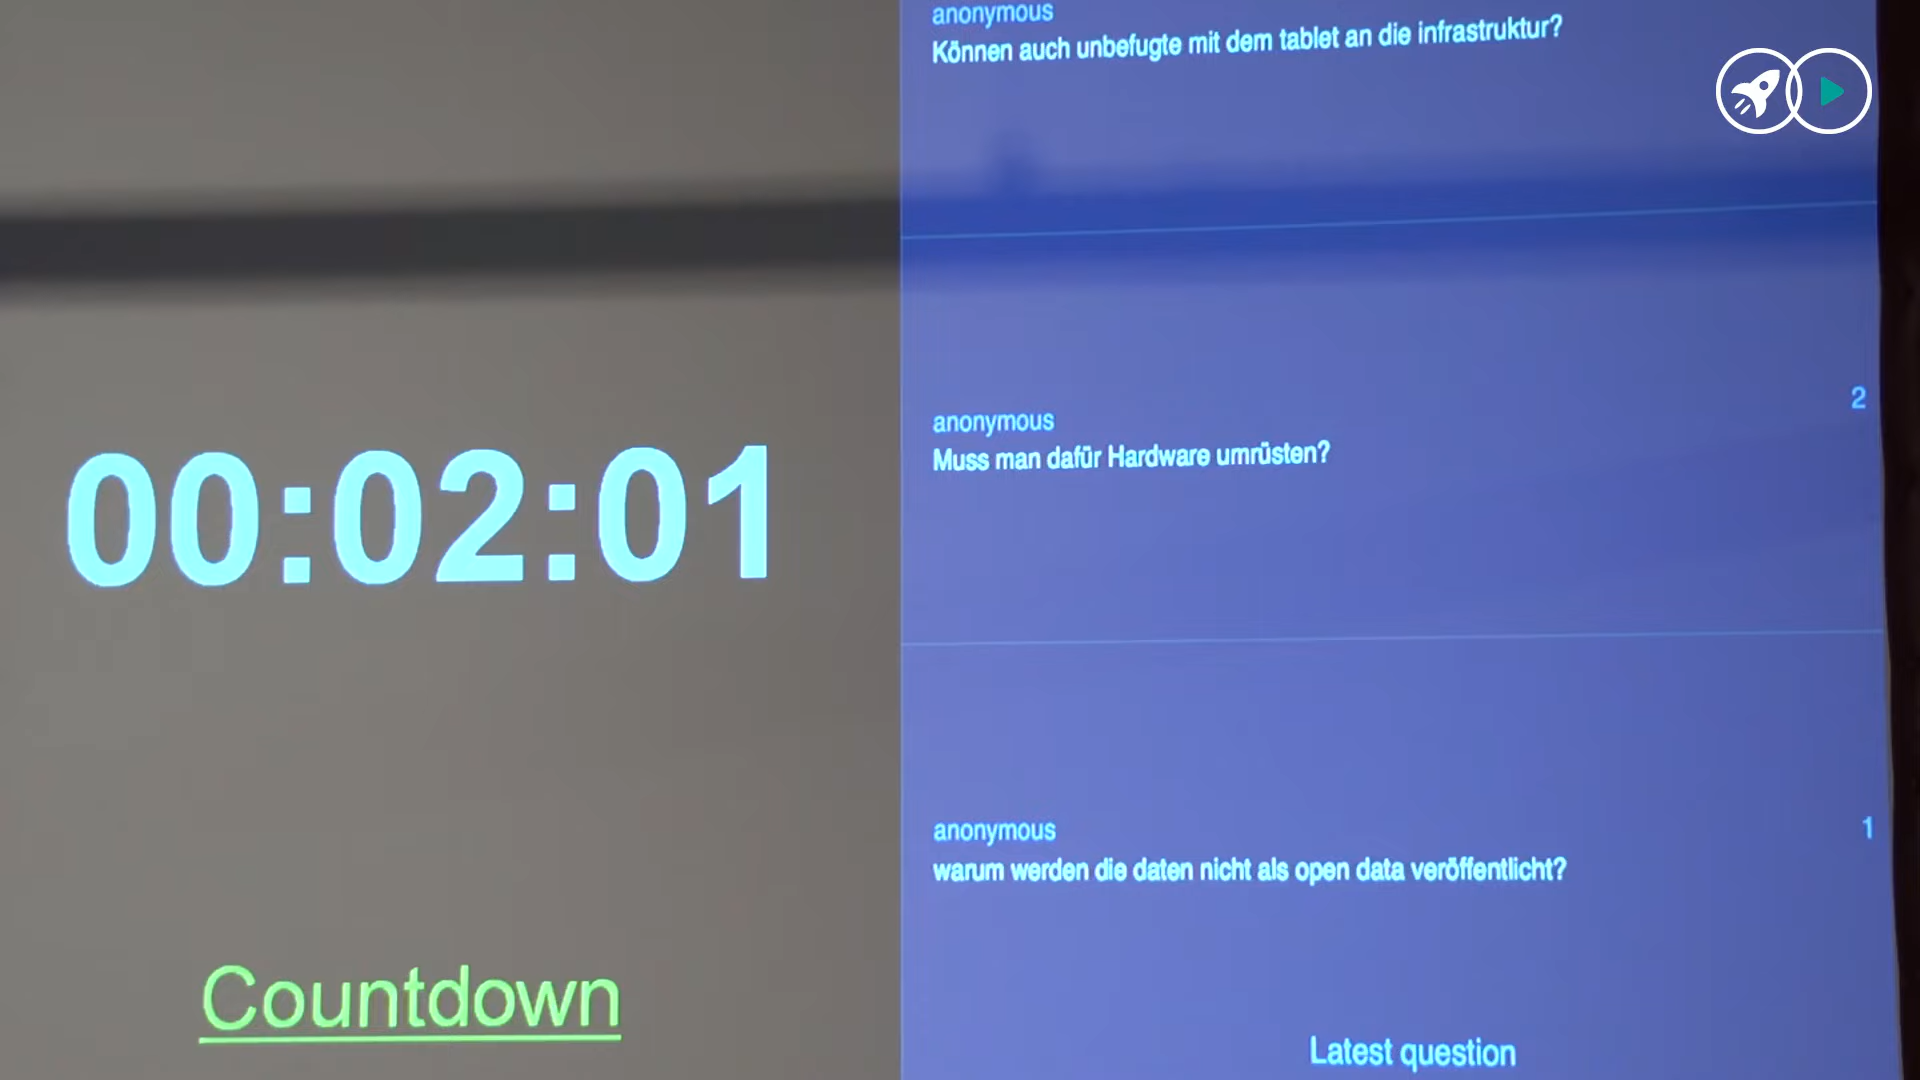 00:02:01
Countdown
anonymous
Können auch unbefugte mit dem tablet an die infrastruktur?
anonymous
2
Muss man dafür Hardware umrüsten?
anonymous
1
warum werden die daten nicht als open data veröffentlicht?
Latest question